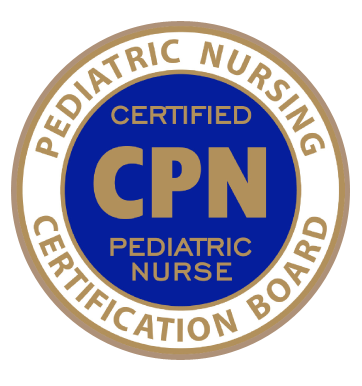 PEDIATRIC NURSING
CERTIFIED
CPN
PEDIATRIC
NURSE
CERTIFICATION BOARD